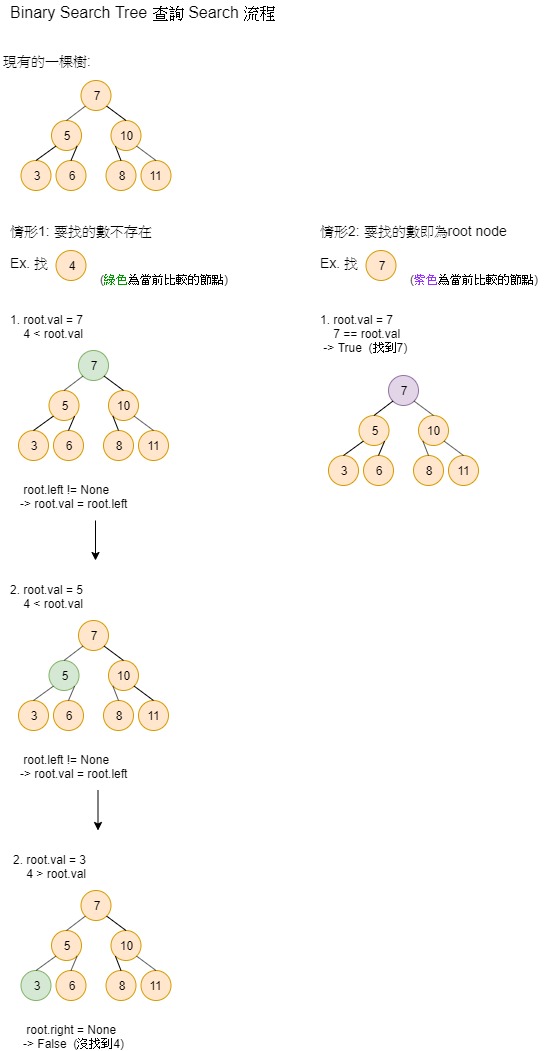 Binary Search Tree 查詢 Search 流程
現有的一棵樹:
7
5
10
3
6
8
11
情形1: 要找的數不存在
Ex. 找
4
(綠色為當前比較的節點)
1. root.val = 7
4 < root.val
7
5
10
3
6
8
11
root.left != None
-> root.val = root.left
2. root.val = 5
4 < root.val
7
5
10
3
6
8
11
root.left != None
-> root.val = root.left
2. root.val = 3
4 > root.val
7
5
10
3
6
8
11
root.right = None
-> False (沒找到4)
情形2: 要找的數即為root node
Ex. 找
7
(紫色為當前比較的節點)
1. root.val = 7
7 == root.val
-> True (找到7)
7
5
10
3
6
8
11